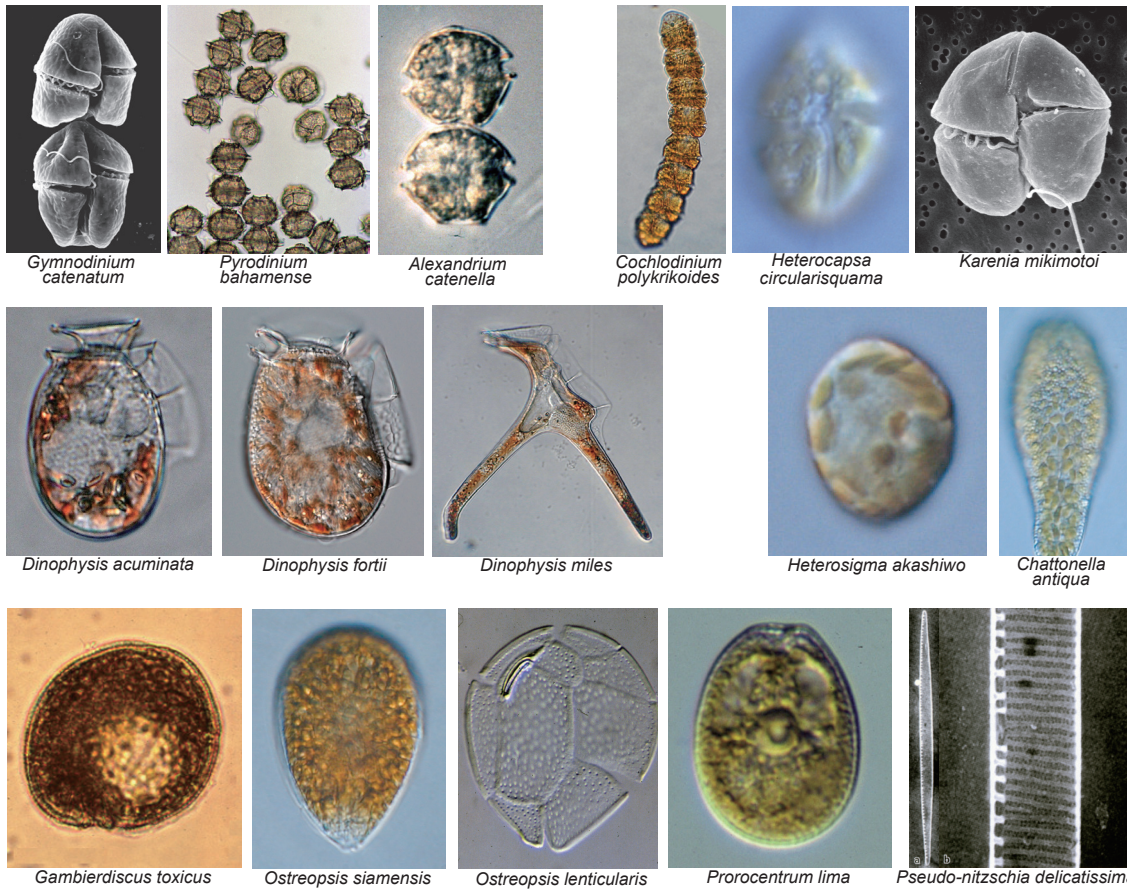 Gymnodinium
catenatum
Pyrodinium
bahamense
Alexandrium
catenella
Cochlodinium
polykrikoides
Heterocapsa
circularisquama
Karenia mikimotoi
Dinophysis acuminata
Dinophysis fortii
Dinophysis miles
Heterosigma akashiwo
Chattonella
antiqua
a
b
Gambierdiscus toxicus
Ostreopsis siamensis
Ostreopsis lenticularis
Prorocentrum lima
Pseudo-nitzschia delicatissima